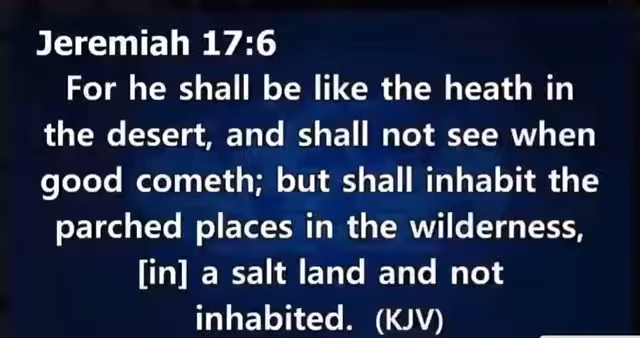 Jeremiah 17:6
For he shall be like the heath in
the desert, and shall not see when
good cometh; but shall inhabit the
parched places in the wilderness,
[in] a salt land and not
inhabited. (KJV)